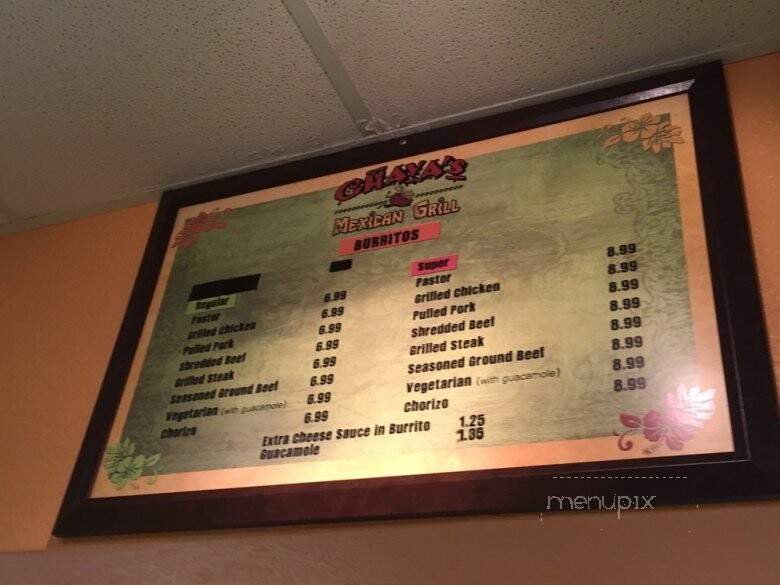 CHAYA'S
MEXICAN GRILL
BURRITOS
Regular
Pastor 6.99
Grilled Chicken 6.99
Pulled Pork 6.99
Shredded Beef 6.99
Grilled Steak 6.99
Seasoned Ground Beef 6.99
Vegetarian (with guacamole) 6.99
Chorizo 6.99
Super
Pastor 8.99
Grilled Chicken 8.99
Pulled Pork 8.99
Shredded Beef 8.99
Grilled Steak 8.99
Seasoned Ground Beef 8.99
Vegetarian (with guacamole) 8.99
Chorizo 8.99
Extra Cheese Sauce in Burrito 1.25
Guacamole 1.35
menupix